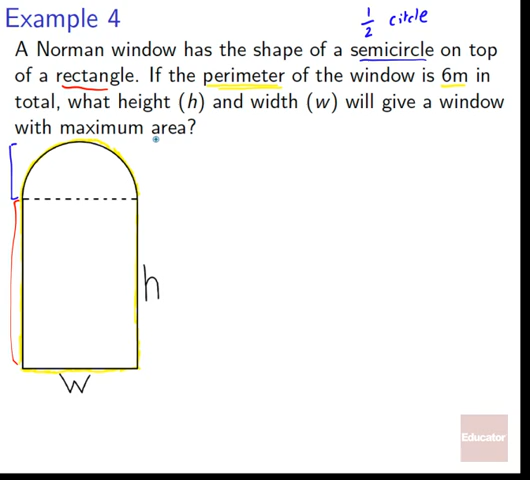 Example 4
1/2 circle
A Norman window has the shape of a semicircle on top
of a rectangle. If the perimeter of the window is 6m in
total, what height (h) and width (w) will give a window
with maximum area?
h
w
Educator